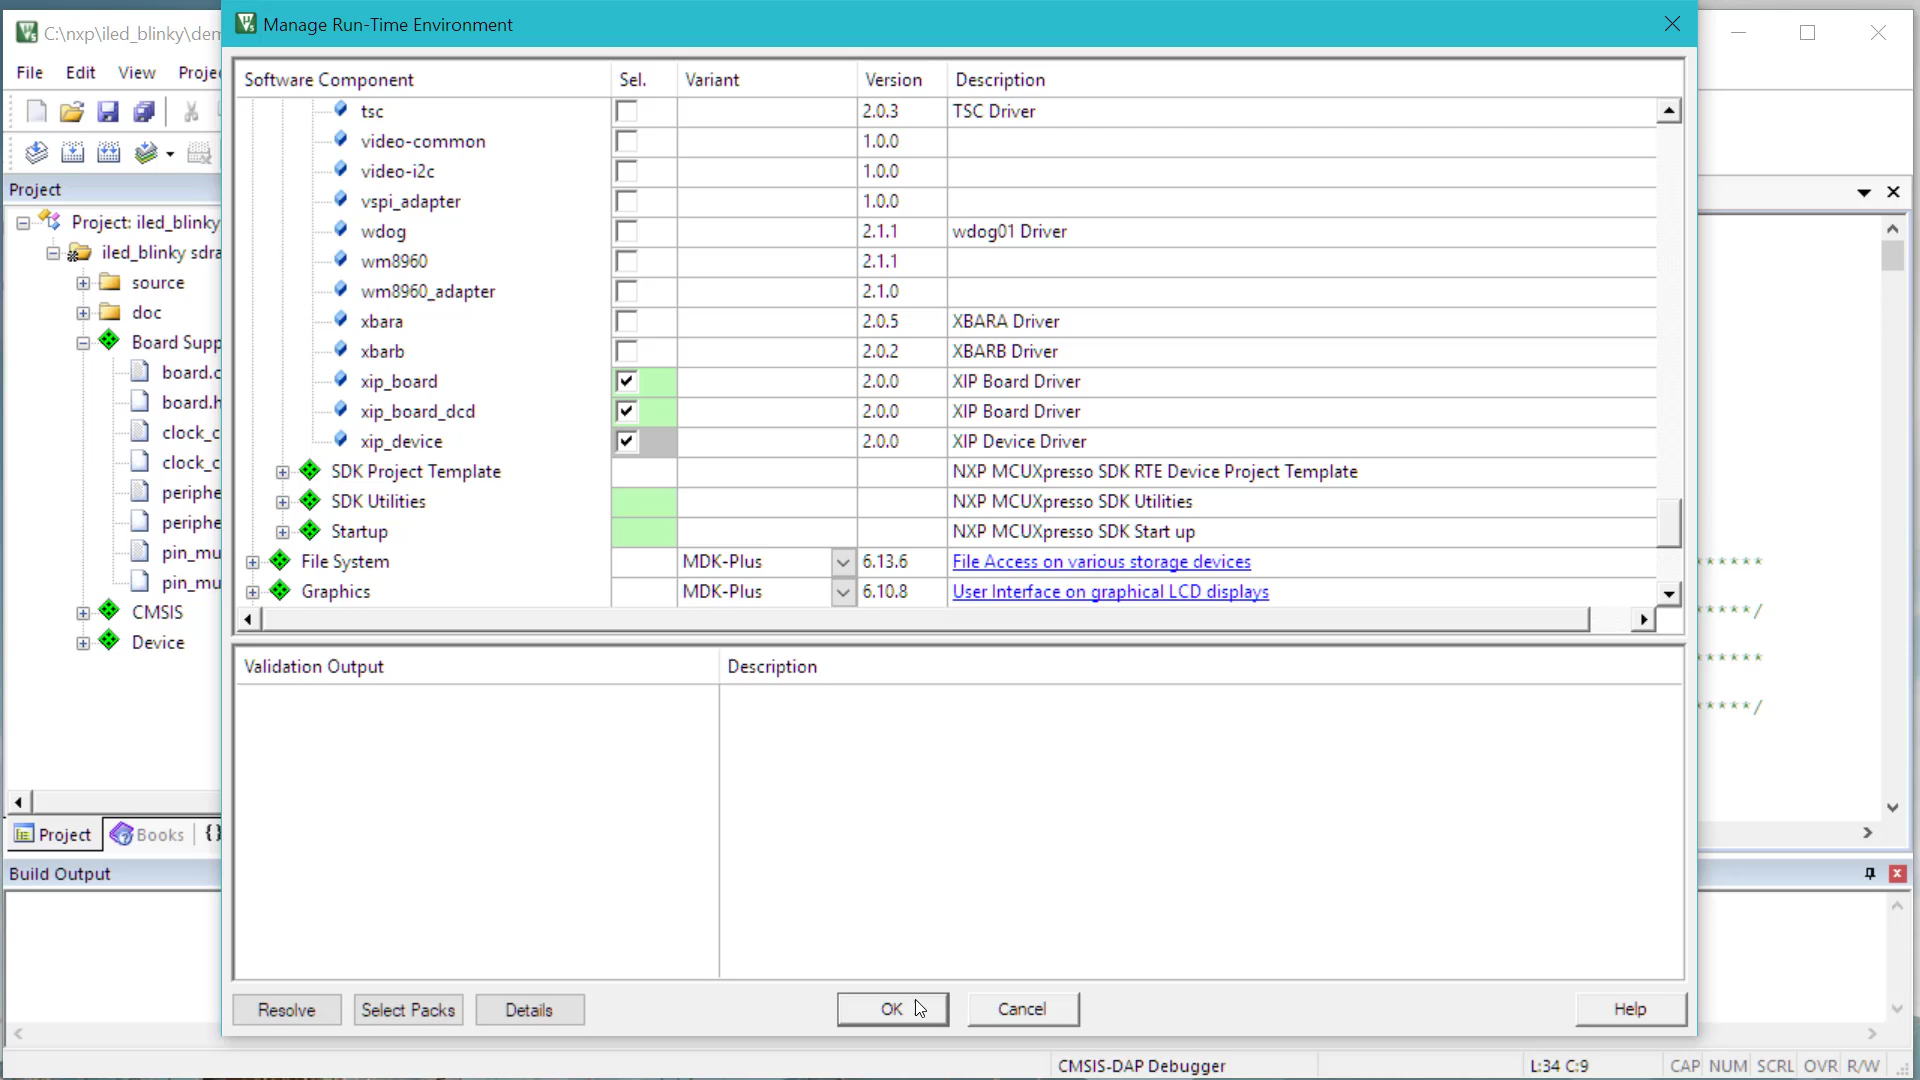 C:\nxp\iled_blinky\dem
Manage Run-Time Environment
File Edit View Projec
Software Component Sel. Variant Version Description
tsc 2.0.3 TSC Driver
video-common 1.0.0
video-i2c 1.0.0
vspi_adapter 1.0.0
wdog 2.1.1 wdog01 Driver
wm8960 2.1.1
wm8960_adapter 2.1.0
xbara 2.0.5 XBARA Driver
xbarb 2.0.2 XBARB Driver
xip_board 2.0.0 XIP Board Driver
xip_board_dcd 2.0.0 XIP Board Driver
xip_device 2.0.0 XIP Device Driver
SDK Project Template NXP MCUXpresso SDK RTE Device Project Template
SDK Utilities NXP MCUXpresso SDK Utilities
Startup NXP MCUXpresso SDK Start up
File System MDK-Plus 6.13.6 File Access on various storage devices
Graphics MDK-Plus 6.10.8 User Interface on graphical LCD displays
Validation Output Description
Resolve Select Packs Details OK Cancel Help
Project
Project: iled_blinky
iled_blinky sdra
source
doc
Board Supp
board.c
board.h
clock_c
clock_c
periphe
periphe
pin_mu
pin_mu
CMSIS
Device
*****
*****/
*****
*****/
Project Books {}
Build Output
CMSIS-DAP Debugger L:34 C:9 CAP NUM SCRL OVR R/W